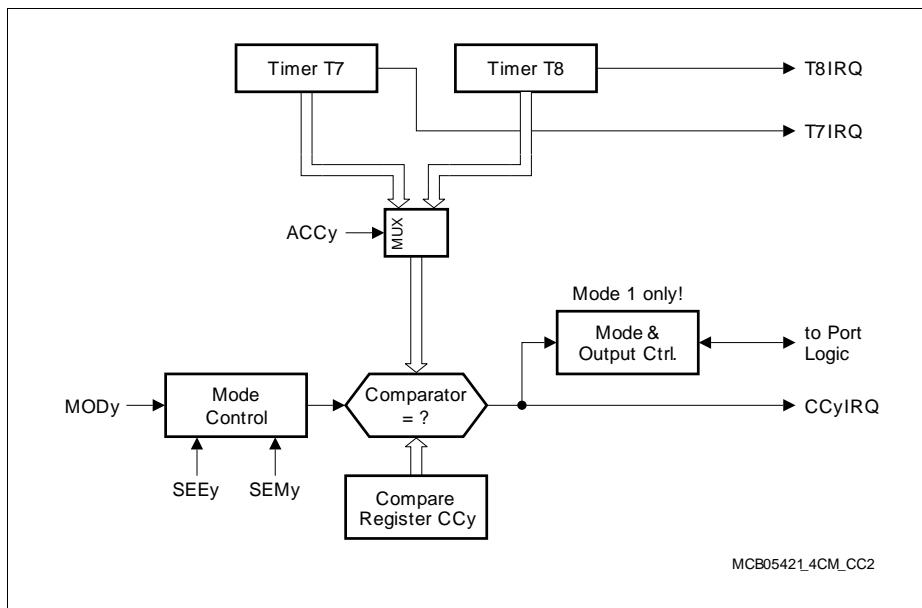 Timer T7
Timer T8
T8IRQ
T7IRQ
ACCy
MUX
Mode 1 only!
Mode &
Output Ctrl.
to Port
Logic
MODy
Mode
Control
Comparator
= ?
CCyIRQ
SEEy
SEMy
Compare
Register CCy
MCB05421_4CM_CC2